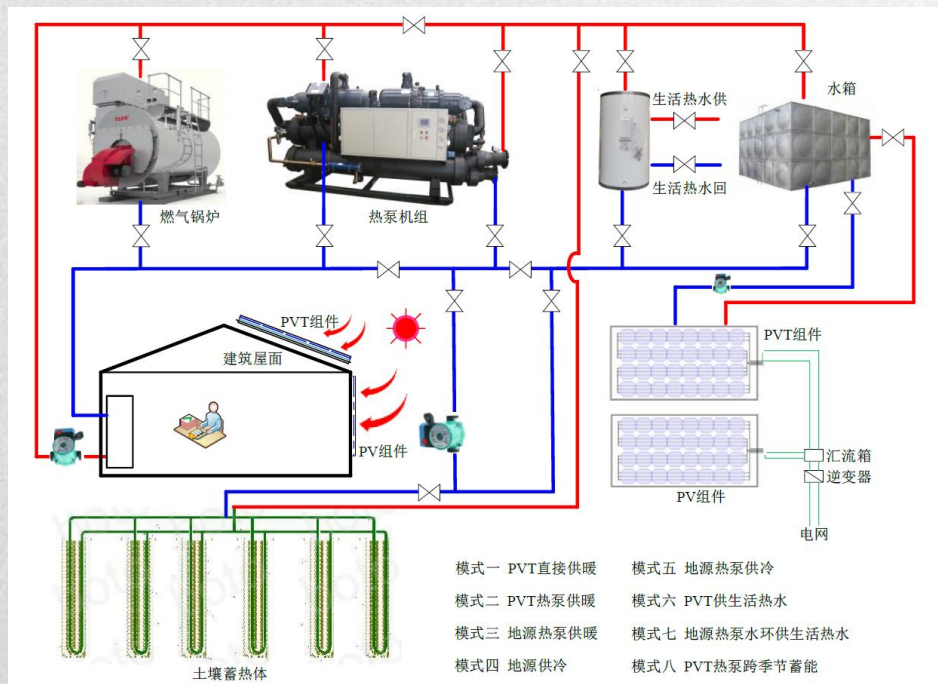 水箱
生活热水供
生活热水回
燃气锅炉
热泵机组
PVT组件
建筑屋面
PV组件
PVT组件
PV组件
汇流箱
逆变器
电网
模式一 PVT直接供暖
模式二 PVT热泵供暖
模式三 地源热泵供暖
模式四 地源供冷
模式五 地源热泵供冷
模式六 PVT供生活热水
模式七 地源热泵水环供生活热水
模式八 PVT热泵跨季节蓄能
土壤蓄热体